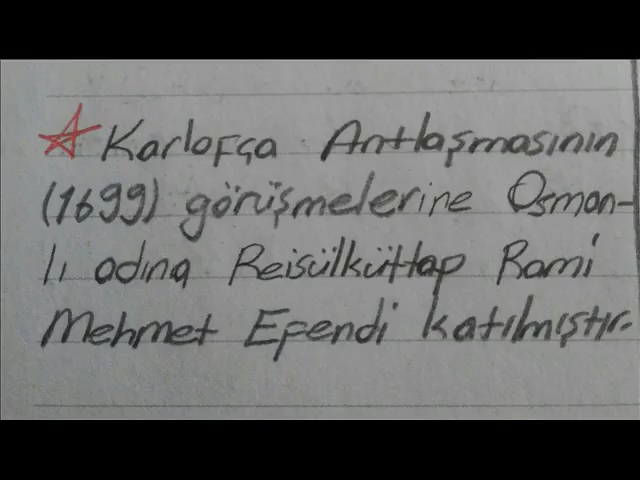 Karlofça Antlaşmasının
(1699) görüşmelerine Osman-
lı adına Reisülküttap Rami
Mehmet Efendi katılmıştır.